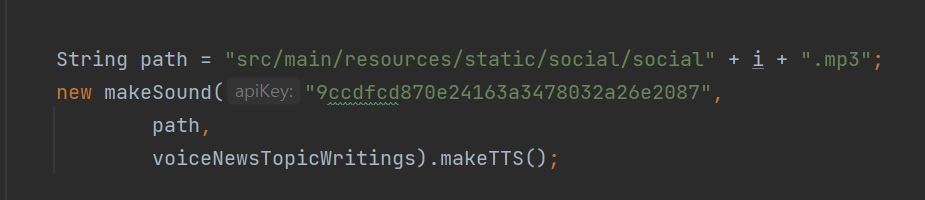 String path = "src/main/resources/static/social/social" + i + ".mp3";
new makeSound( apiKey: "9ccdfcd870e24163a3478032a26e2087",
path,
voiceNewsTopicWritings).makeTTS();